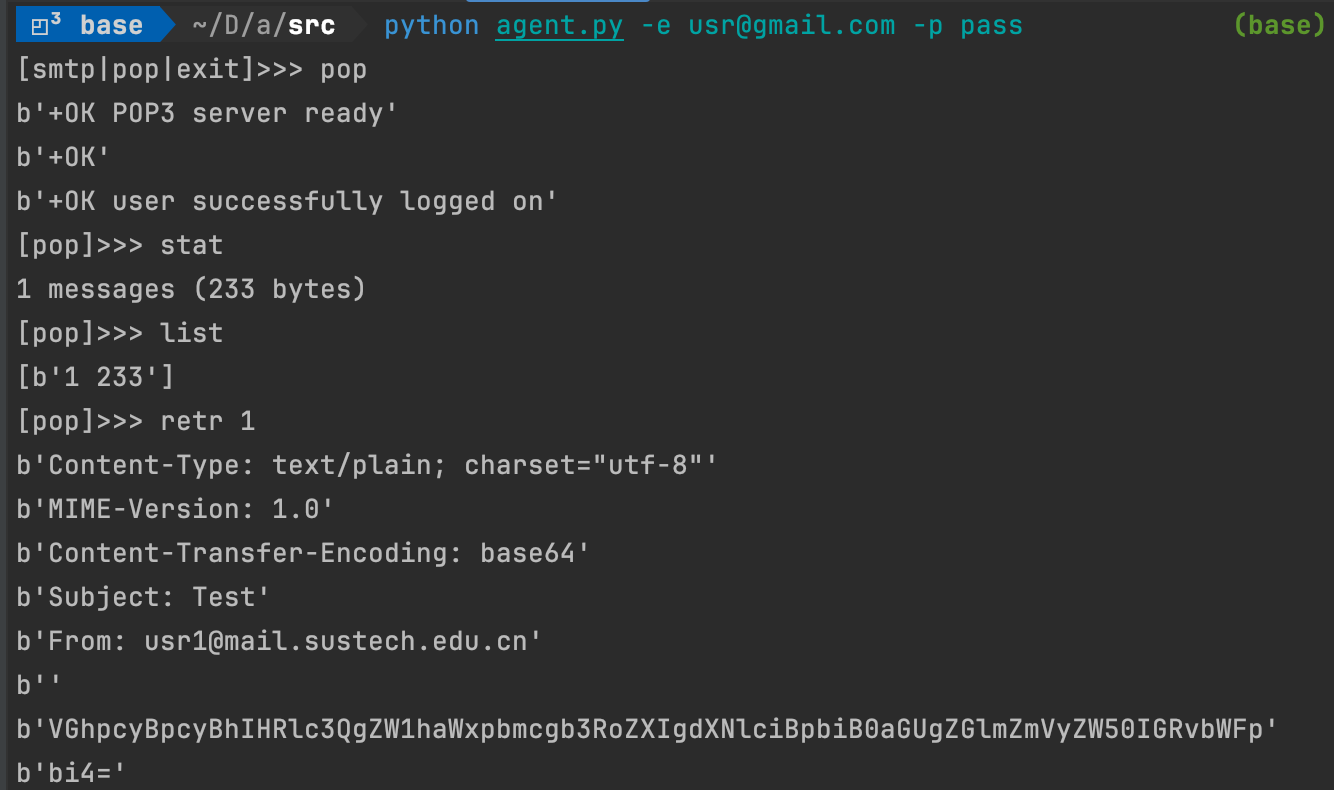 3 base ~/D/a/src python agent.py -e usr@gmail.com -p pass (base)
[smtp|pop|exit]>>> pop
b'+OK POP3 server ready'
b'+OK'
b'+OK user successfully logged on'
[pop]>>> stat
1 messages (233 bytes)
[pop]>>> list
[b'1 233']
[pop]>>> retr 1
b'Content-Type: text/plain; charset="utf-8"'
b'MIME-Version: 1.0'
b'Content-Transfer-Encoding: base64'
b'Subject: Test'
b'From: usr1@mail.sustech.edu.cn'
b''
b'VGhpcyBpcyBhIHRlc3QgZW1haWxpbmcgb3RoZXIgdXNlciBpbiB0aGUgZGlmZmVyZW50IGRvbWFp'
b'bi4='